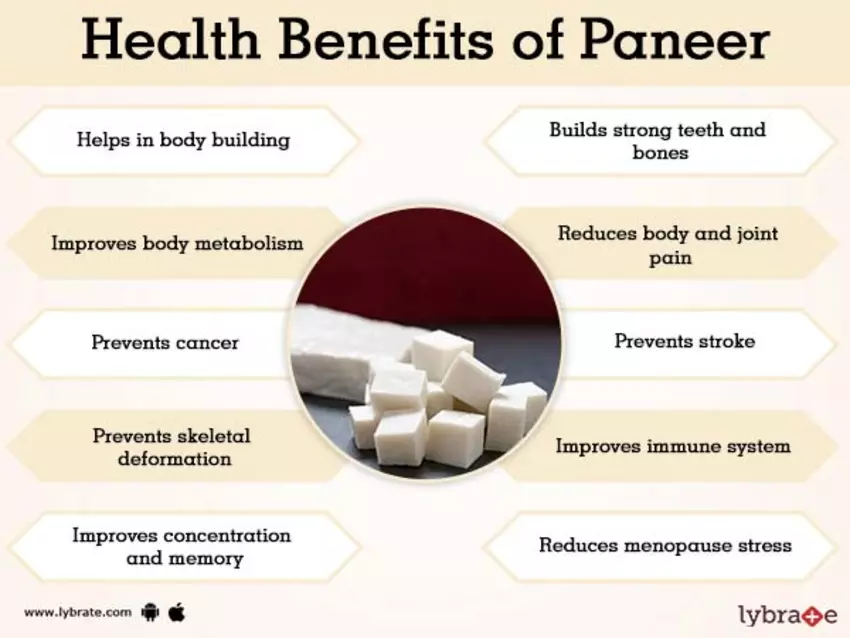 Health Benefits of Paneer
Helps in body building
Builds strong teeth and
bones
Improves body metabolism
Reduces body and joint
pain
Prevents cancer
Prevents stroke
Prevents skeletal
deformation
Improves immune system
Improves concentration
and memory
Reduces menopause stress
www.lybrate.com
lybrate